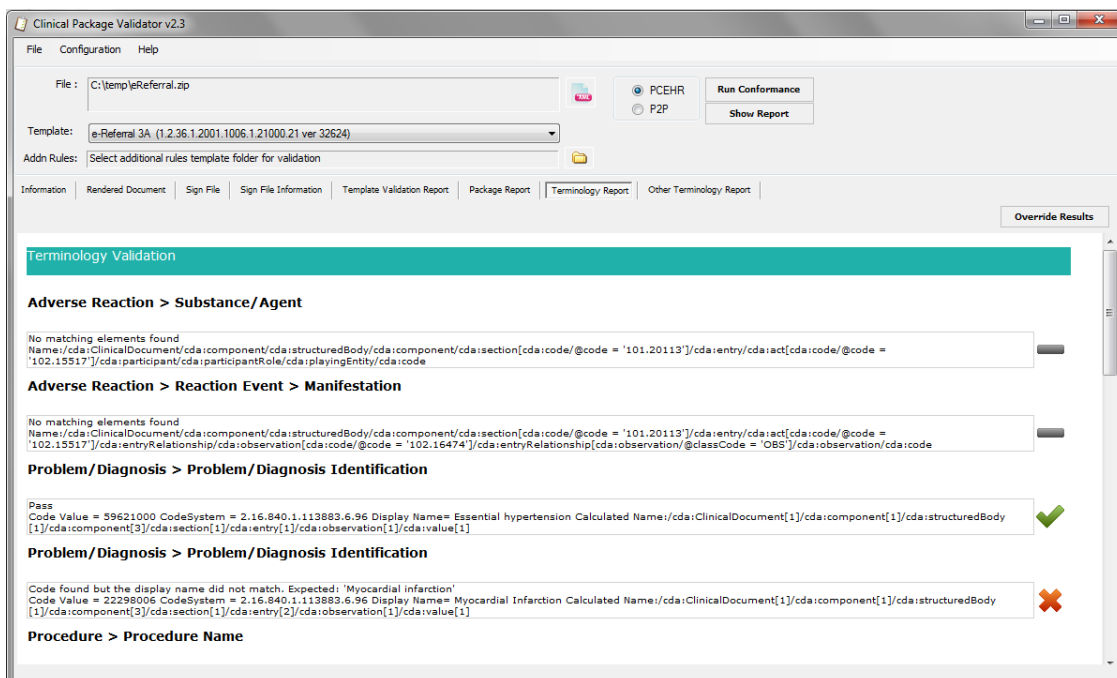 Clinical Package Validator v2.3
File Configuration Help
File : C:\temp\eReferral.zip
XML
PCEHR
Run Conformance
P2P
Show Report
Template: e-Referral 3A (1.2.36.1.2001.1006.1.21000.21 ver 32624)
Addn Rules: Select additional rules template folder for validation
Information Rendered Document Sign File Sign File Information Template Validation Report Package Report Terminology Report Other Terminology Report
Override Results
Terminology Validation
Adverse Reaction > Substance/Agent
No matching elements found
Name:/cda:ClinicalDocument/cda:component/cda:structuredBody/cda:component/cda:section[cda:code/@code = '101.20113']/cda:entry/cda:act[cda:code/@code =
'102.15517']/cda:participant/cda:participantRole/cda:playingEntity/cda:code
Adverse Reaction > Reaction Event > Manifestation
No matching elements found
Name:/cda:ClinicalDocument/cda:component/cda:structuredBody/cda:component/cda:section[cda:code/@code = '101.20113']/cda:entry/cda:act[cda:code/@code =
'102.15517']/cda:entryRelationship/cda:observation[cda:code/@code = '102.16474']/cda:entryRelationship[cda:observation/@classCode = 'OBS']/cda:observation/cda:code
Problem/Diagnosis > Problem/Diagnosis Identification
Pass
Code Value = 59621000 CodeSystem = 2.16.840.1.113883.6.96 Display Name= Essential hypertension Calculated Name:/cda:ClinicalDocument[1]/cda:component[1]/cda:structuredBody
[1]/cda:component[3]/cda:section[1]/cda:entry[1]/cda:observation[1]/cda:value[1]
Problem/Diagnosis > Problem/Diagnosis Identification
Code found but the display name did not match. Expected: 'Myocardial infarction'
Code Value = 22298006 CodeSystem = 2.16.840.1.113883.6.96 Display Name= Myocardial Infarction Calculated Name:/cda:ClinicalDocument[1]/cda:component[1]/cda:structuredBody
[1]/cda:component[3]/cda:section[1]/cda:entry[2]/cda:observation[1]/cda:value[1]
Procedure > Procedure Name